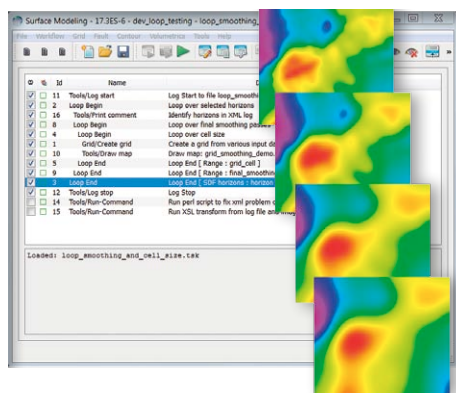 Surface Modeling - 17.3ES-6 - dev_loop_testing - loop_smoothing_
File Workflow Grid Fault Contour Volumetrics Tools Help
Id Name
11 Tools/Log start Log Start to file loop_smoothi
2 Loop Begin Loop over selected horizons
16 Tools/Print comment Identify horizons in XML log
8 Loop Begin Loop over final smoothing passes
4 Loop Begin Loop over cell size
1 Grid/Create grid Create a grid from various input da
10 Tools/Draw map Draw map: grid_smoothing_demo.
5 Loop End Loop End [ Range : grid_cell ]
9 Loop End Loop End [ Range : final_smoothing
3 Loop End Loop End [ SDF horizons : horizon
12 Tools/Log stop Log Stop
14 Tools/Run-Command Run perl script to fix xml problem
15 Tools/Run-Command Run XSL transform from log file and imag
Loaded: loop_smoothing_and_cell_size.tsk